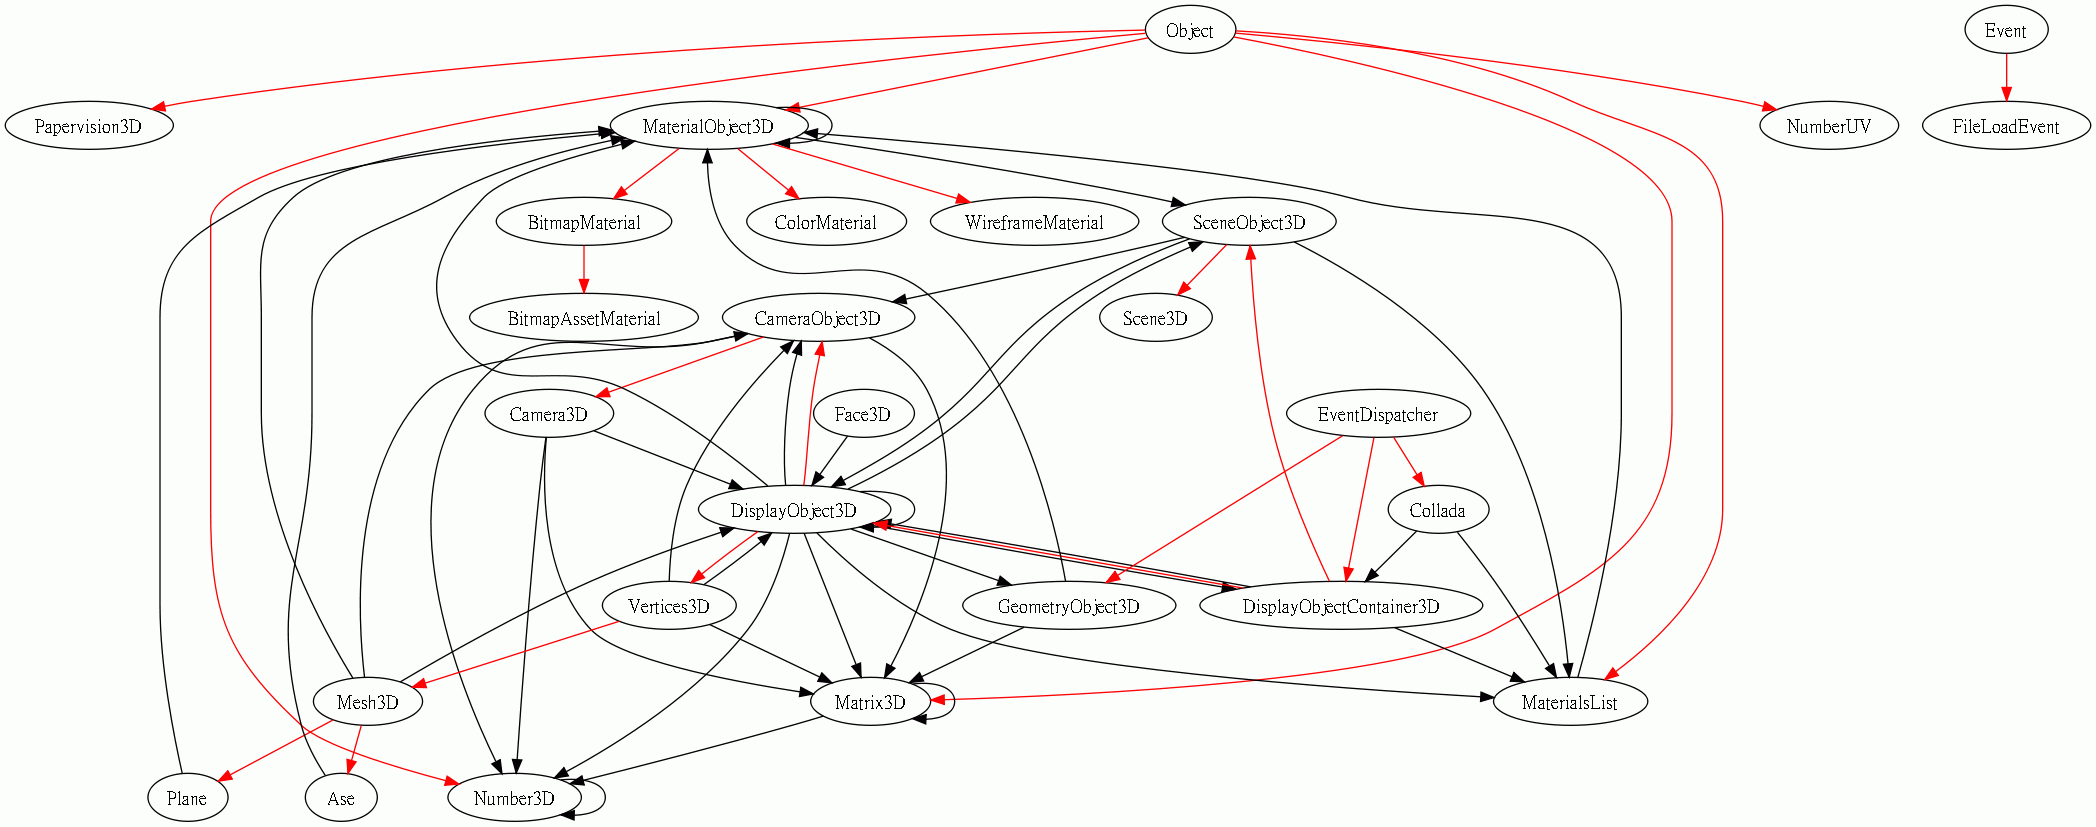 Object
Event
Papervision3D
MaterialObject3D
NumberUV
FileLoadEvent
BitmapMaterial
ColorMaterial
WireframeMaterial
SceneObject3D
BitmapAssetMaterial
CameraObject3D
Scene3D
Camera3D
Face3D
EventDispatcher
DisplayObject3D
Collada
Vertices3D
GeometryObject3D
DisplayObjectContainer3D
Mesh3D
Matrix3D
MaterialsList
Plane
Ase
Number3D